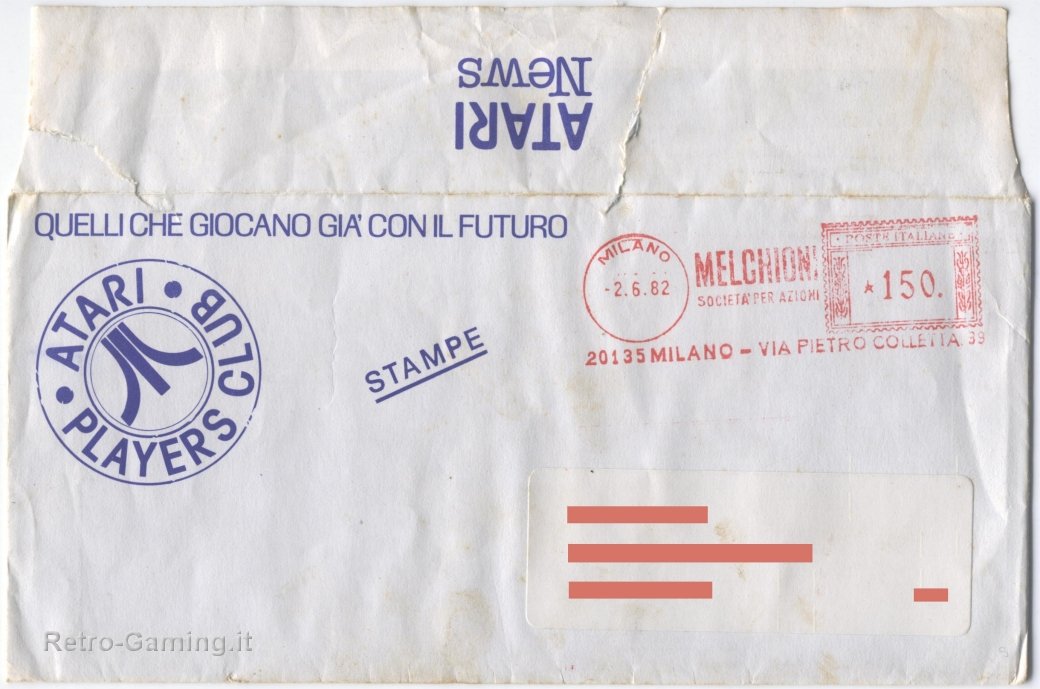 ATARI
News
QUELLI CHE GIOCANO GIA' CON IL FUTURO
ATARI • PLAYERS CLUB •
STAMPE
MILANO
-2.6.82
MELCHIONI
SOCIETA' PER AZIONI
POSTE ITALIANE
150.
20135 MILANO - VIA PIETRO COLLETTA, 39
Retro-Gaming.it